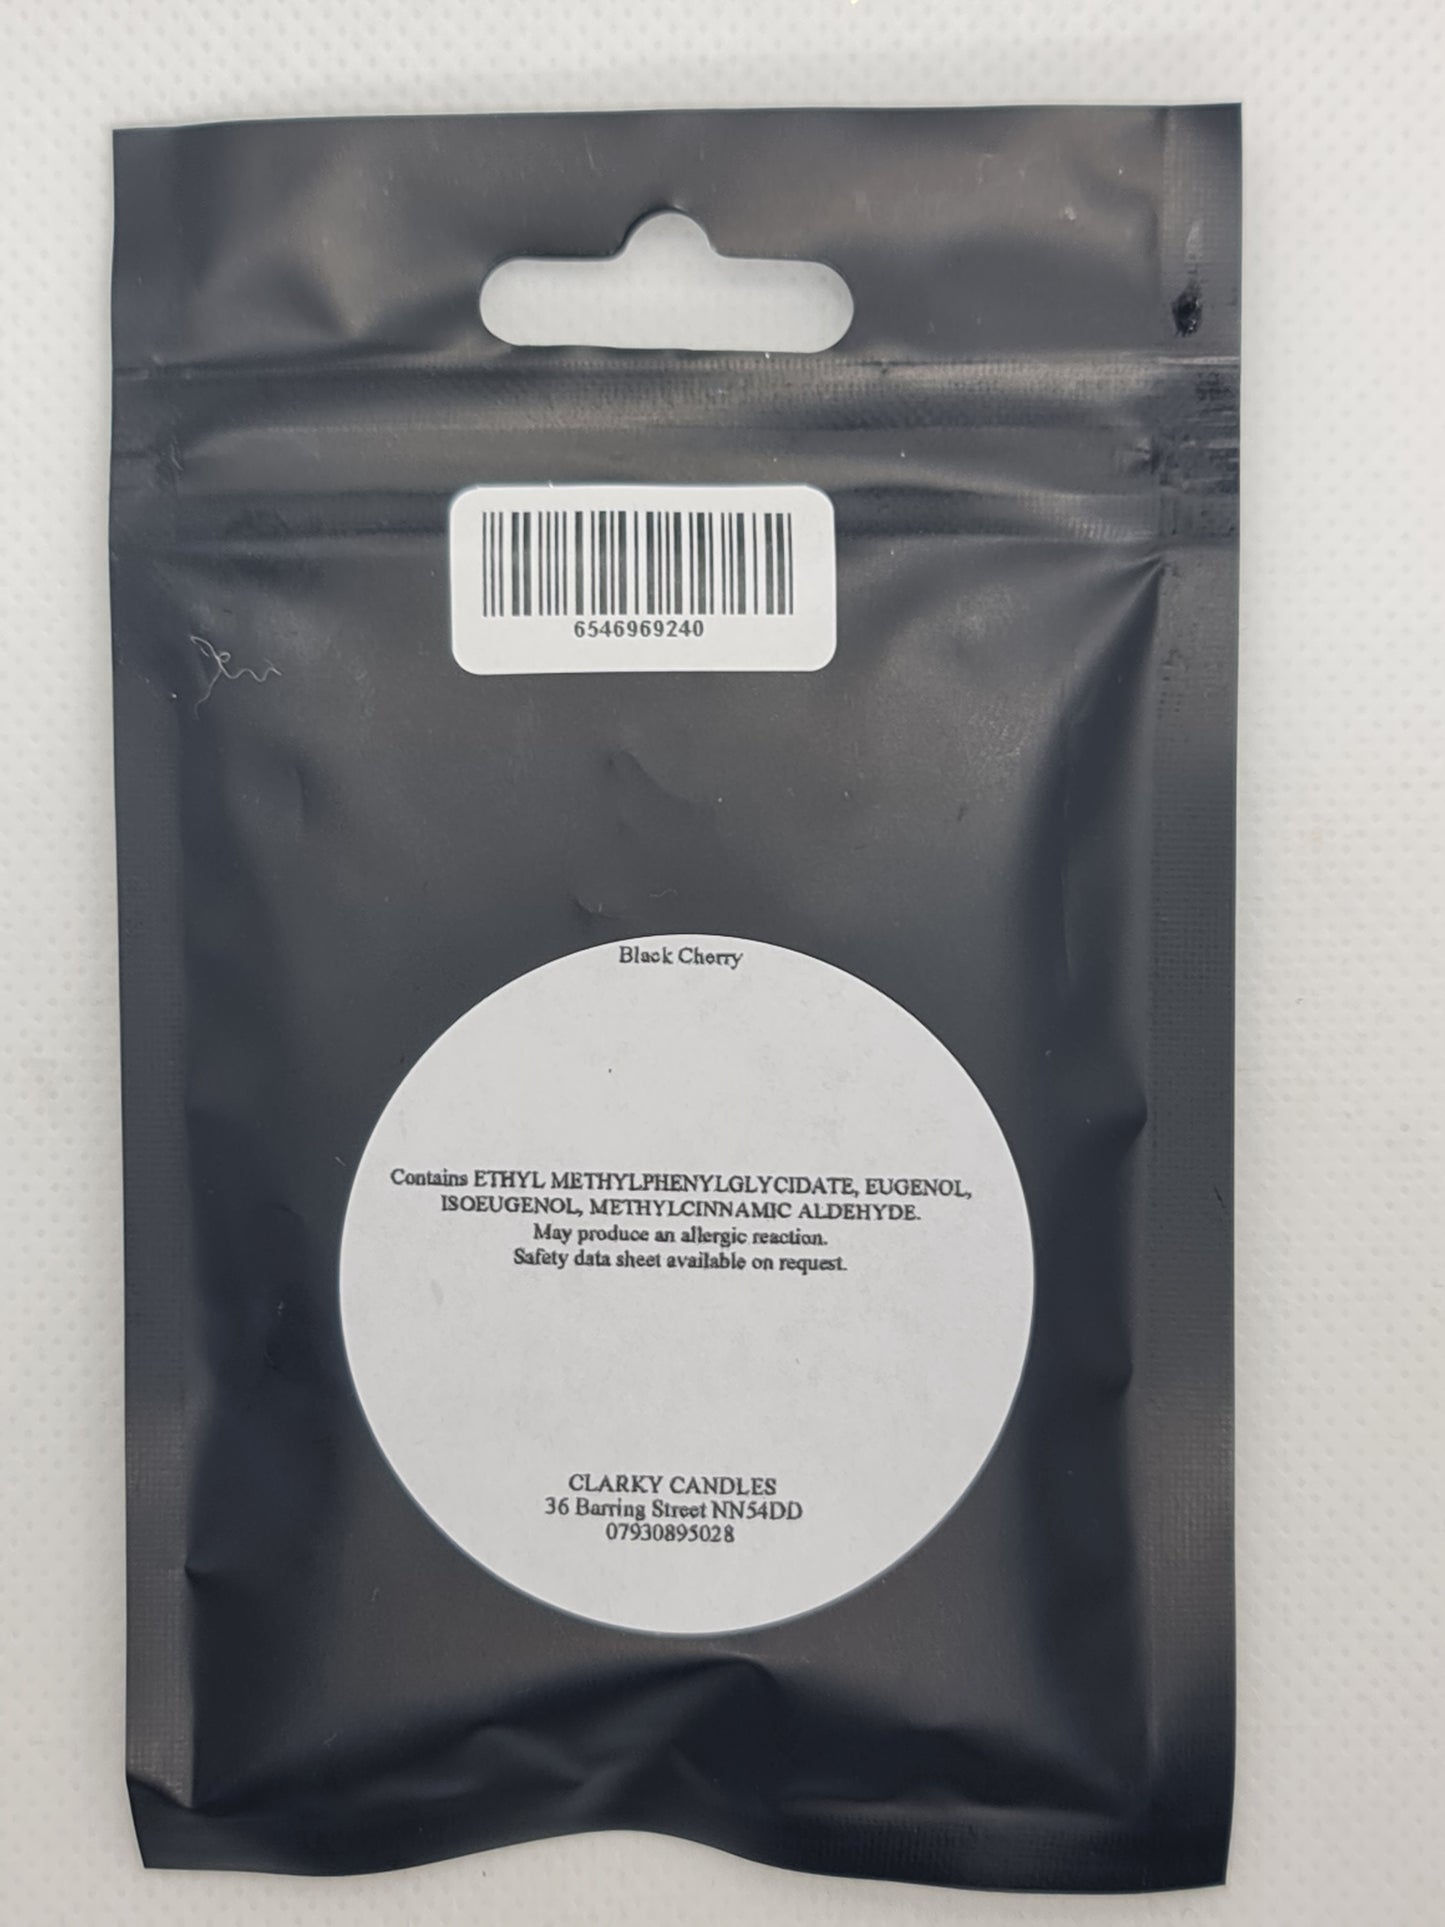 6546969240
Black Cherry
Contains ETHYL METHYLPHENYLGLYCIDATE, EUGENOL,
ISOEUGENOL, METHYLCINNAMIC ALDEHYDE.
May produce an allergic reaction.
Safety data sheet available on request.
CLARKY CANDLES
36 Barring Street NN54DD
07930895028